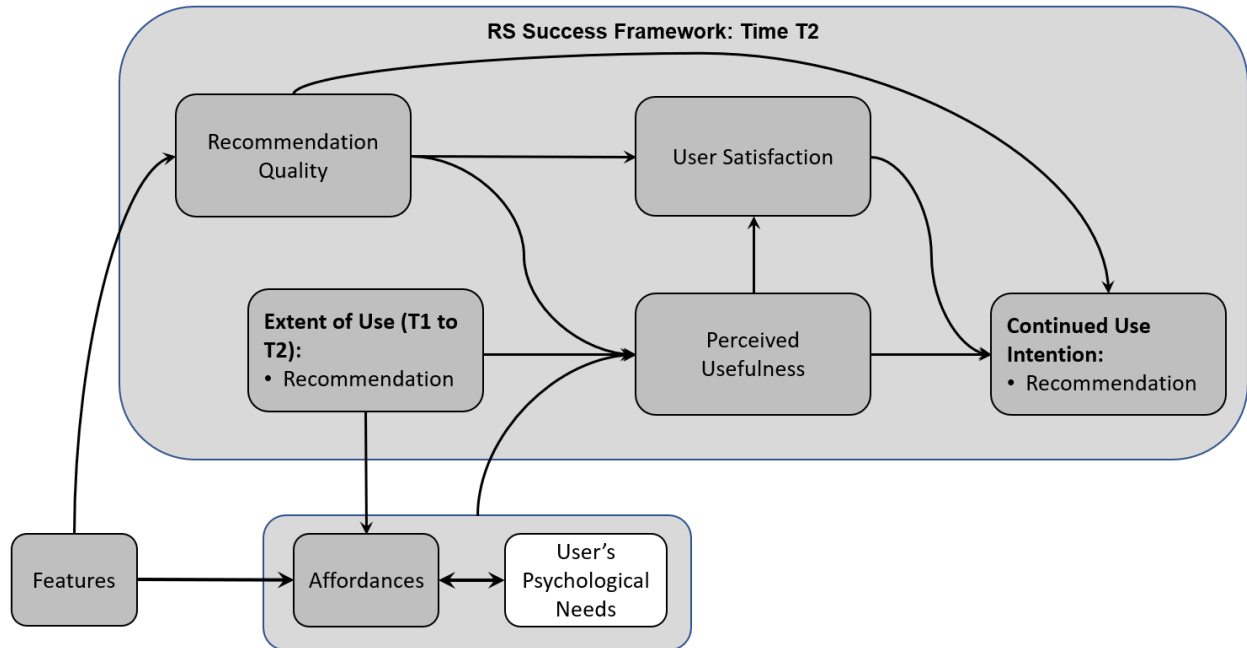 RS Success Framework: Time T2
Recommendation
Quality
User Satisfaction
Extent of Use (T1 to
T2):
• Recommendation
Perceived
Usefulness
Continued Use
Intention:
• Recommendation
Features
Affordances
User’s
Psychological
Needs